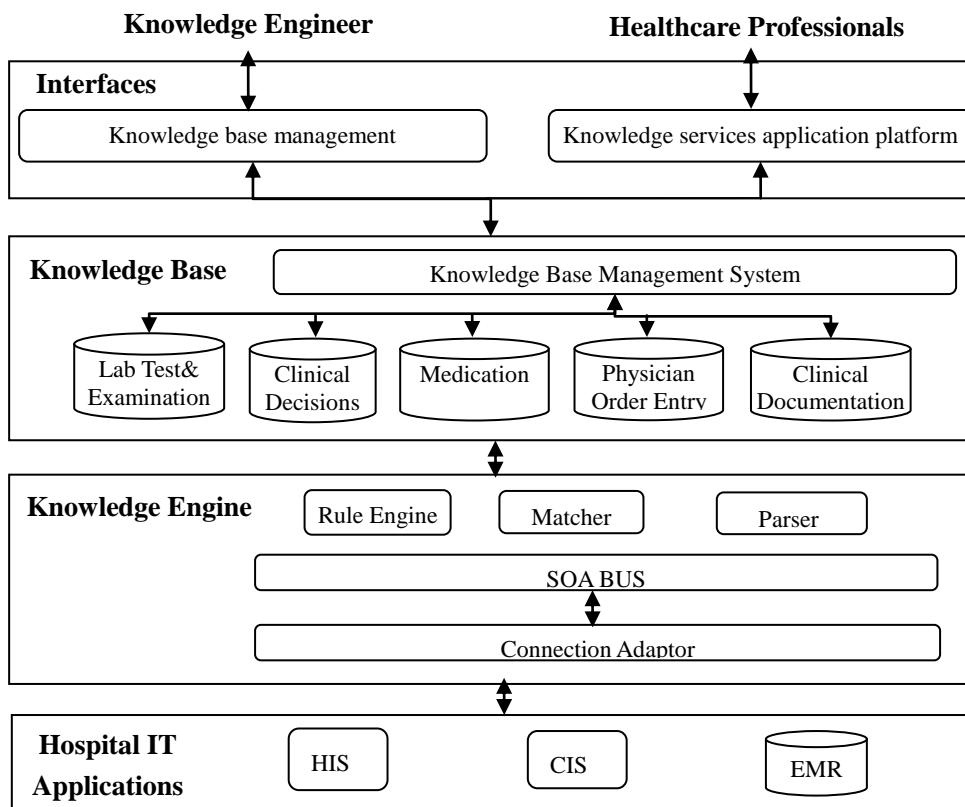 Knowledge Engineer
Healthcare Professionals
Interfaces
Knowledge base management
Knowledge services application platform
Knowledge Base
Knowledge Base Management System
Lab Test&
Examination
Clinical
Decisions
Medication
Physician
Order Entry
Clinical
Documentation
Knowledge Engine
Rule Engine
Matcher
Parser
SOA BUS
Connection Adaptor
Hospital IT
Applications
HIS
CIS
EMR